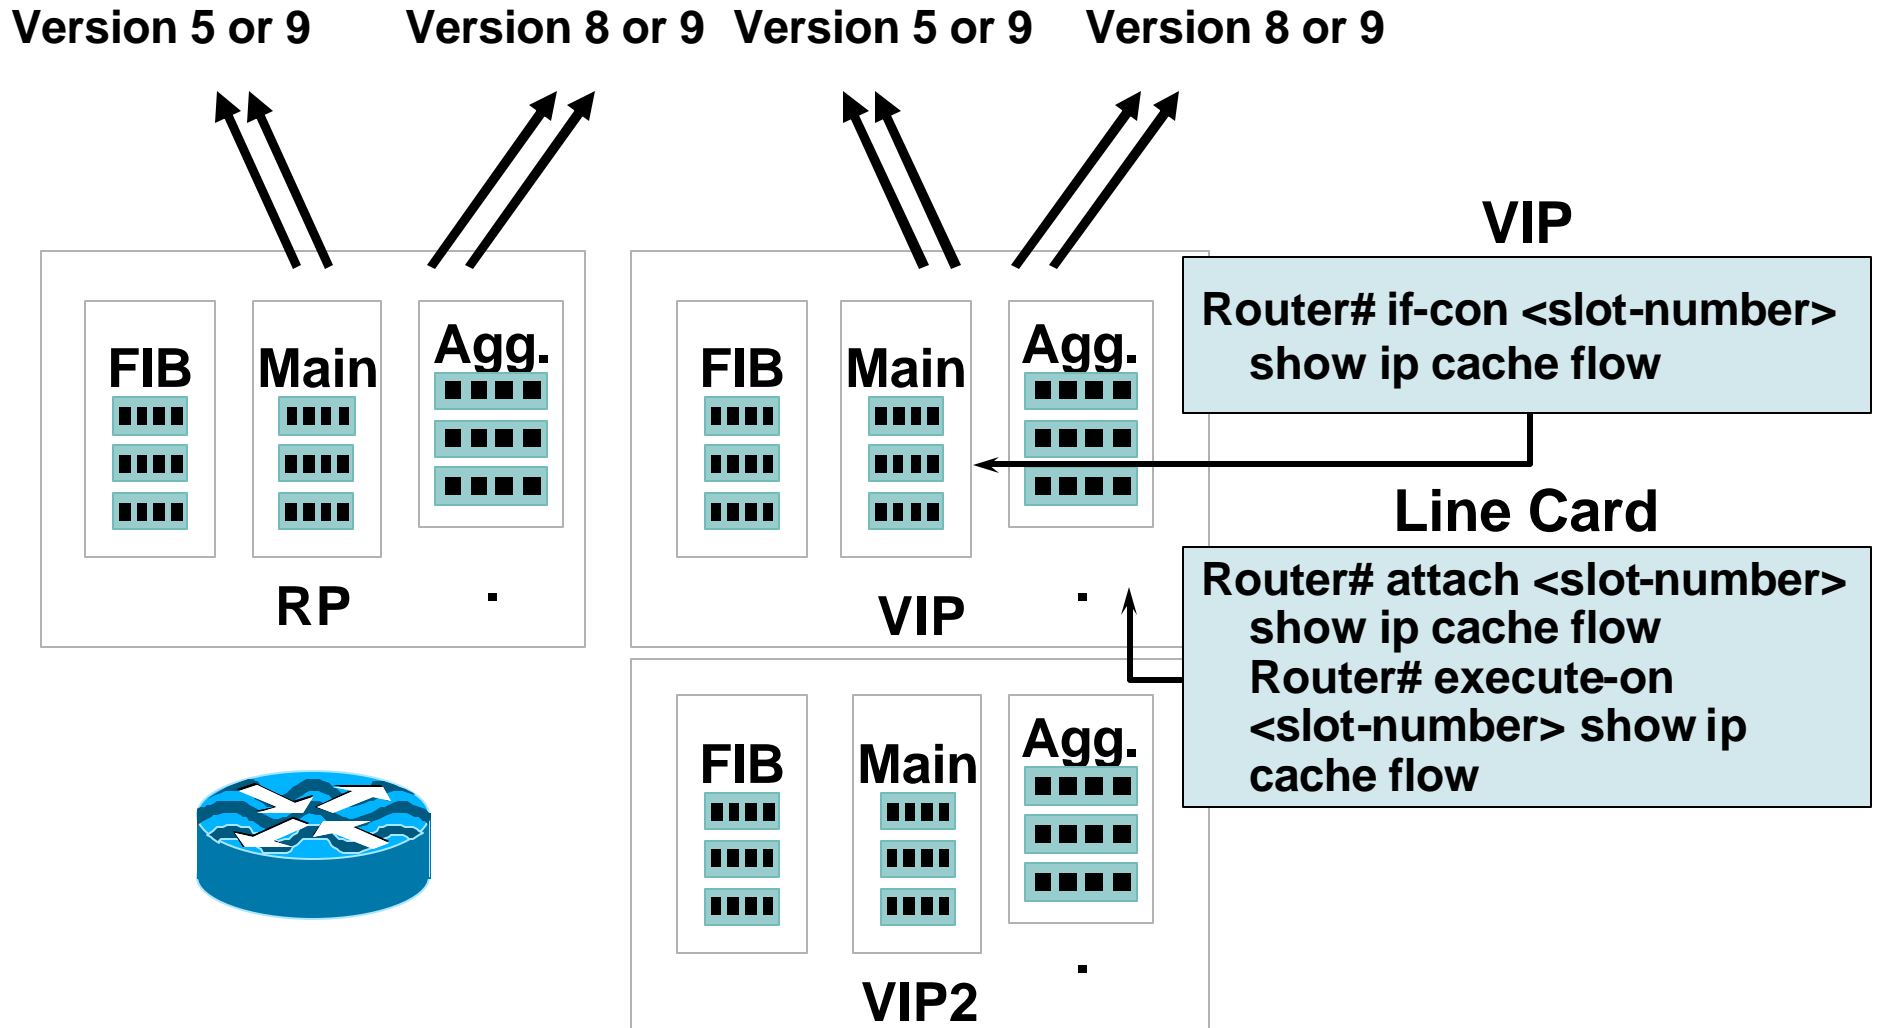 Version 5 or 9
Version 8 or 9
Version 5 or 9
Version 8 or 9
FIB
Main
Agg.
RP
FIB
Main
Agg.
VIP
VIP
Router# if-con <slot-number>
show ip cache flow
Line Card
Router# attach <slot-number>
show ip cache flow
Router# execute-on
<slot-number> show ip
cache flow
FIB
Main
Agg.
VIP2